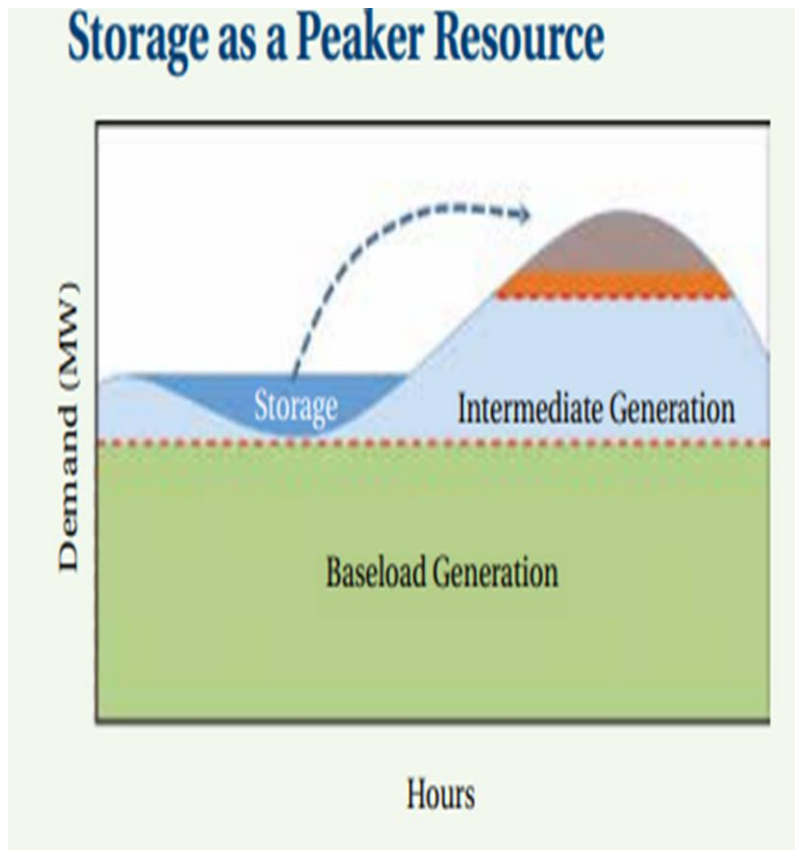 Storage as a Peaker Resource
Demand (MW)
Storage
Intermediate Generation
Baseload Generation
Hours